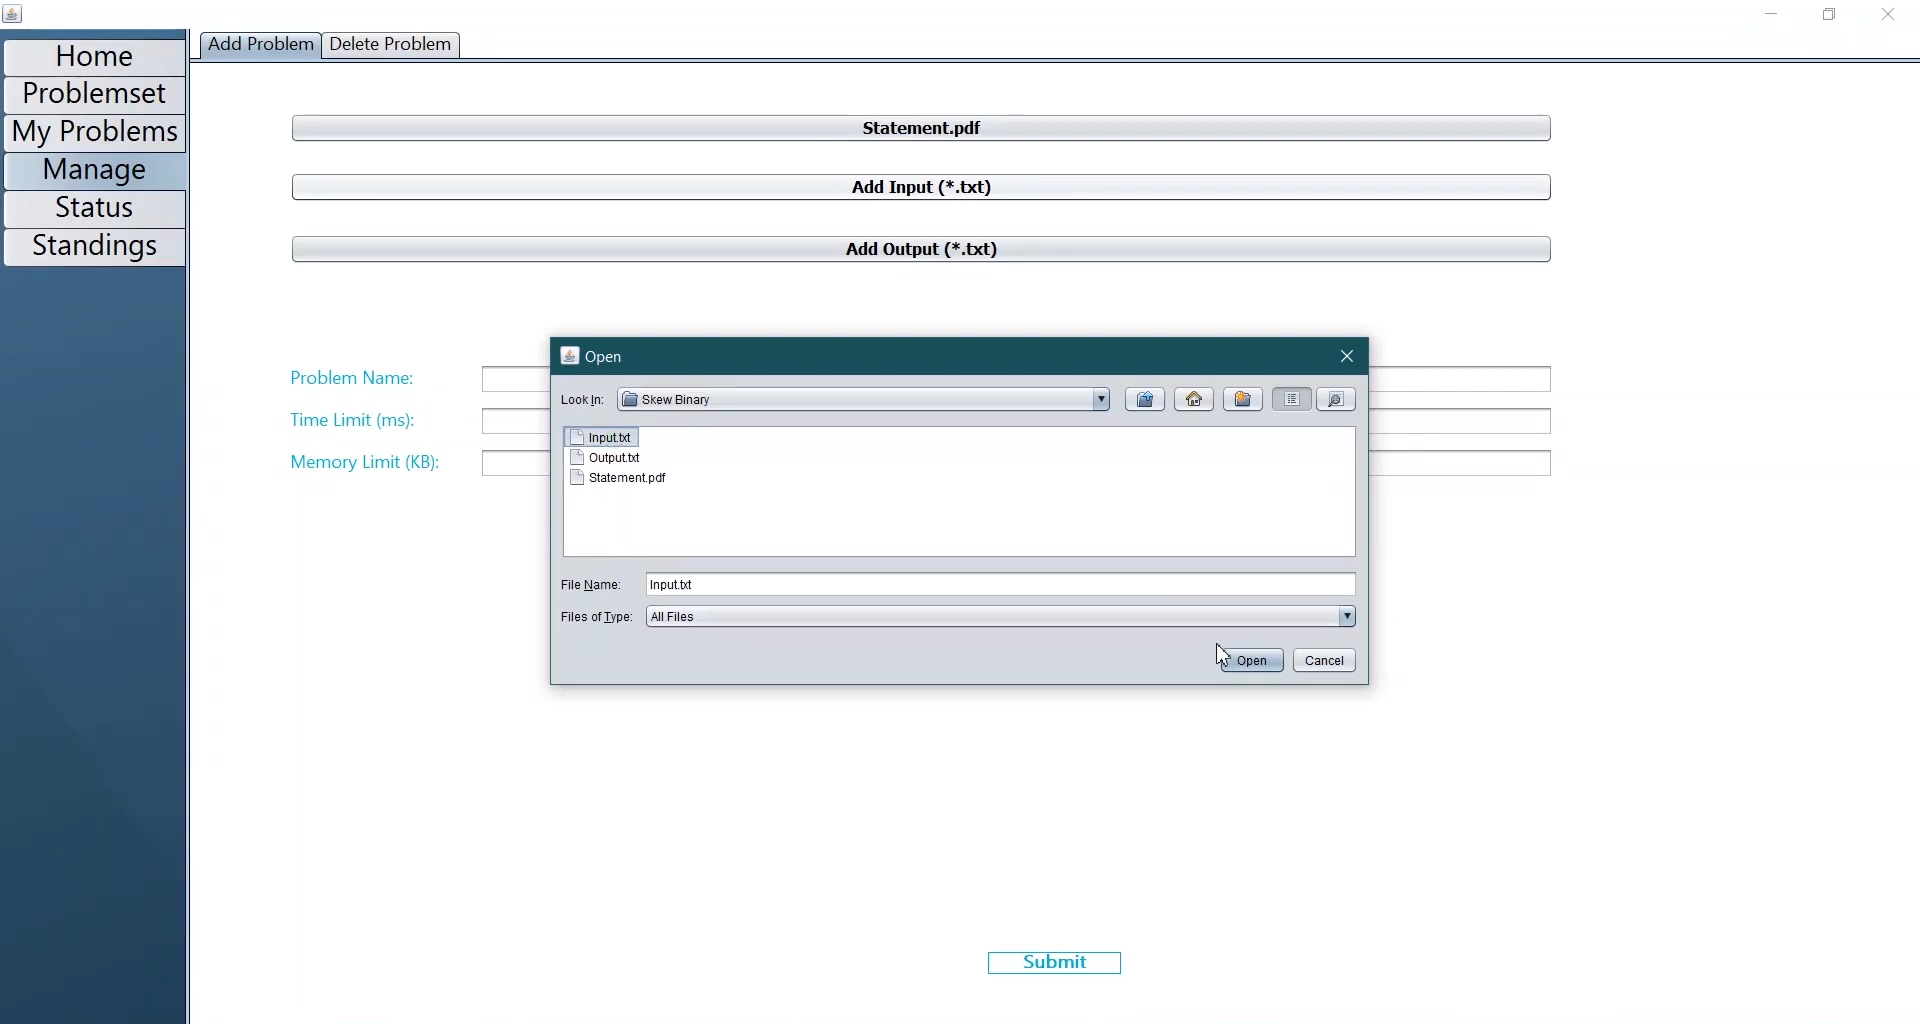 Home
Problemset
My Problems
Manage
Status
Standings
Add Problem
Delete Problem
Statement.pdf
Add Input (*.txt)
Add Output (*.txt)
Problem Name:
Time Limit (ms):
Memory Limit (KB):
Open
Look In:
Skew Binary
Input.txt
Output.txt
Statement.pdf
File Name:
Input.txt
Files of Type:
All Files
Open
Cancel
Submit